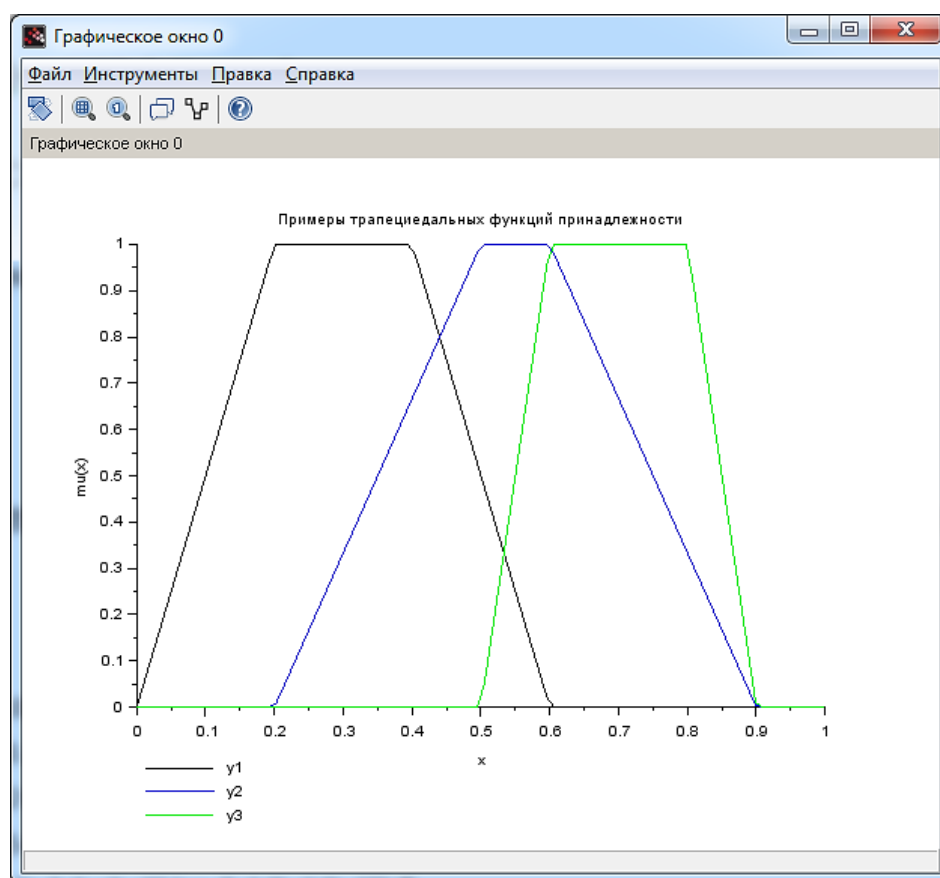 Графическое окно 0
Файл Инструменты Правка Справка
Графическое окно 0
Примеры трапециедальных функций принадлежности
1
0.9
0.8
0.7
0.6
0.5
0.4
0.3
0.2
0.1
0
mu(x)
0 0.1 0.2 0.3 0.4 0.5 0.6 0.7 0.8 0.9 1
x
y1
y2
y3